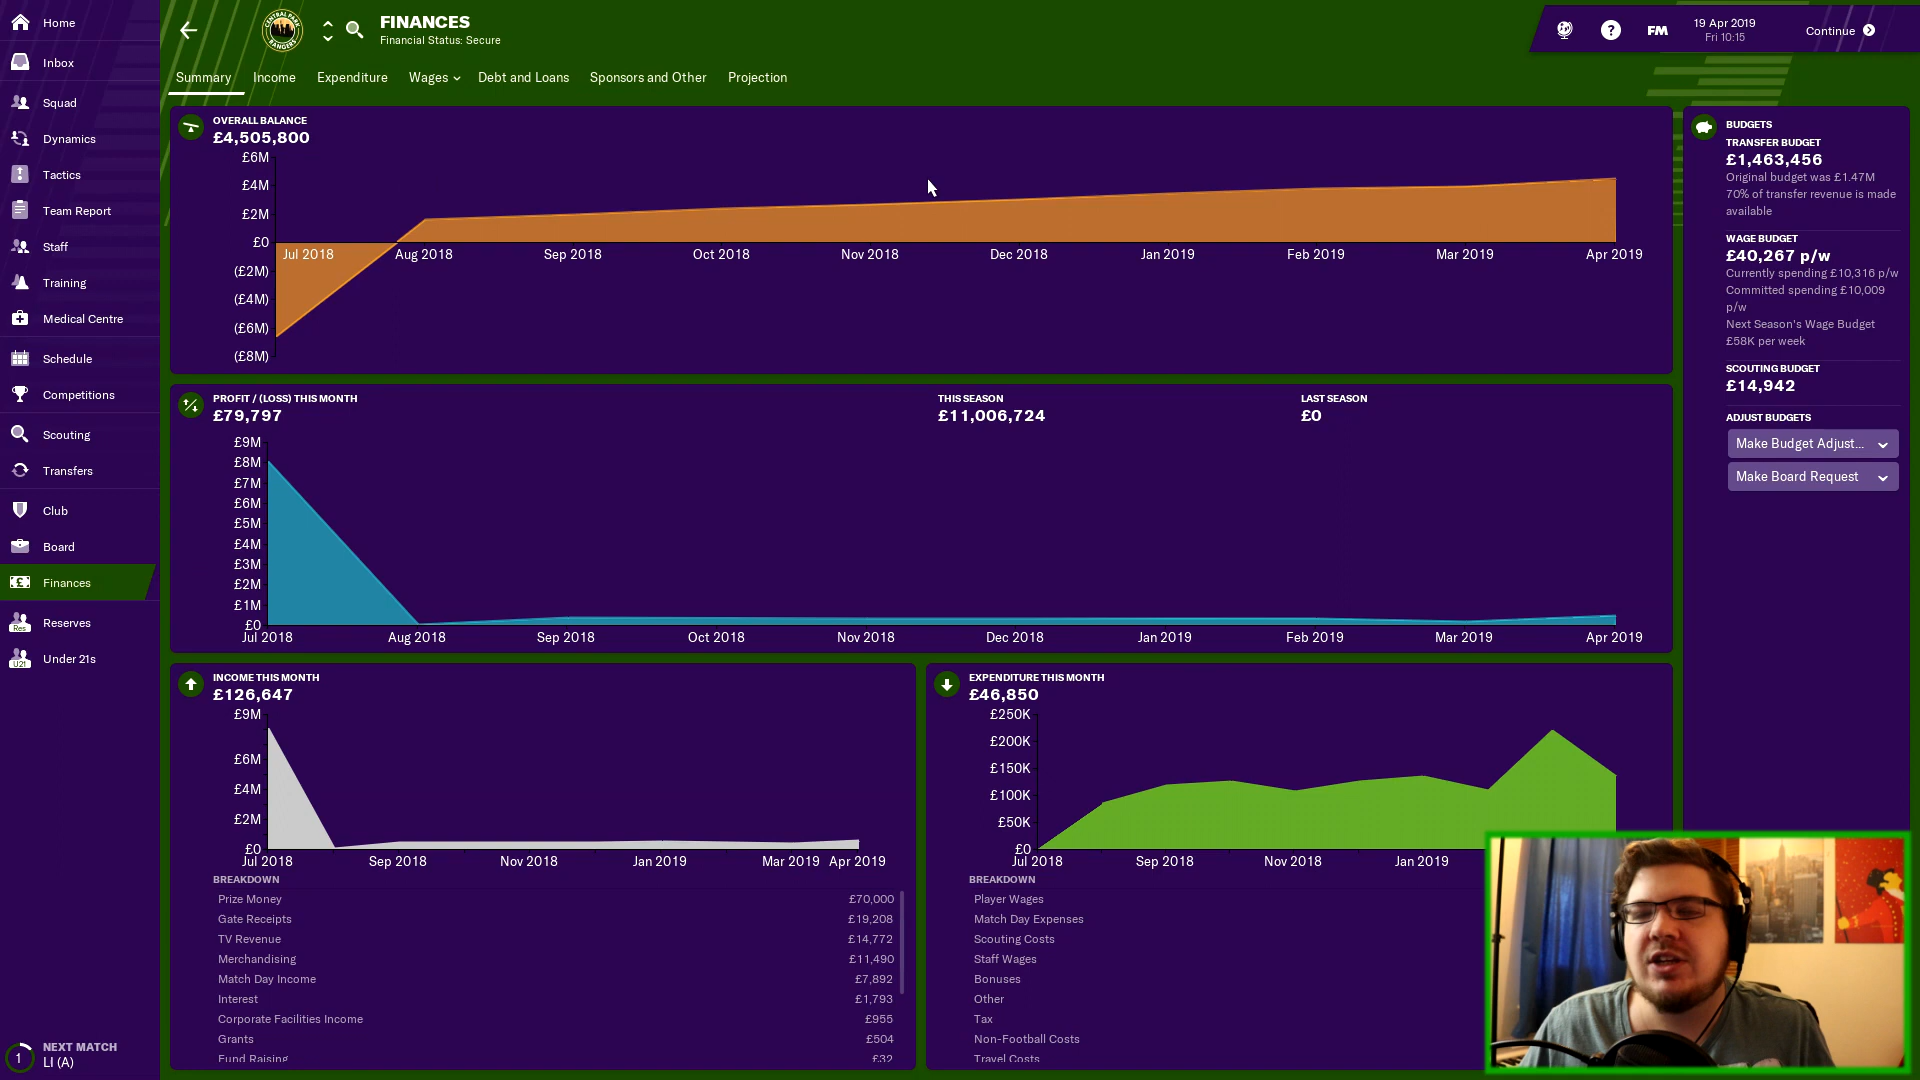 Home
Inbox
Squad
Dynamics
Tactics
Team Report
Staff
Training
Medical Centre
Schedule
Competitions
Scouting
Transfers
Club
Board
Finances
Res
Reserves
U21
Under 21s
1
NEXT MATCH
LI (A)
CENTRAL PARK
RANGERS
FINANCES
Financial Status: Secure
?
FM
19 Apr 2019
Fri 10:15
Continue
Summary
Income
Expenditure
Wages
Debt and Loans
Sponsors and Other
Projection
OVERALL BALANCE
£4,505,800
£6M
£4M
£2M
£0
(£2M)
(£4M)
(£6M)
(£8M)
Jul 2018
Aug 2018
Sep 2018
Oct 2018
Nov 2018
Dec 2018
Jan 2019
Feb 2019
Mar 2019
Apr 2019
PROFIT / (LOSS) THIS MONTH
£79,797
THIS SEASON
£11,006,724
LAST SEASON
£0
£9M
£8M
£7M
£6M
£5M
£4M
£3M
£2M
£1M
£0
Jul 2018
Aug 2018
Sep 2018
Oct 2018
Nov 2018
Dec 2018
Jan 2019
Feb 2019
Mar 2019
Apr 2019
INCOME THIS MONTH
£126,647
£9M
£6M
£4M
£2M
£0
Jul 2018
Sep 2018
Nov 2018
Jan 2019
Mar 2019
Apr 2019
BREAKDOWN
Prize Money £70,000
Gate Receipts £19,208
TV Revenue £14,772
Merchandising £11,490
Match Day Income £7,892
Interest £1,793
Corporate Facilities Income £955
Grants £504
Fund Raising £32
EXPENDITURE THIS MONTH
£46,850
£250K
£200K
£150K
£100K
£50K
£0
Jul 2018
Sep 2018
Nov 2018
Jan 2019
BREAKDOWN
Player Wages
Match Day Expenses
Scouting Costs
Staff Wages
Bonuses
Other
Tax
Non-Football Costs
Travel Costs
BUDGETS
TRANSFER BUDGET
£1,463,456
Original budget was £1.47M
70% of transfer revenue is made
available
WAGE BUDGET
£40,267 p/w
Currently spending £10,316 p/w
Committed spending £10,009
p/w
Next Season's Wage Budget
£58K per week
SCOUTING BUDGET
£14,942
ADJUST BUDGETS
Make Budget Adjust...
Make Board Request